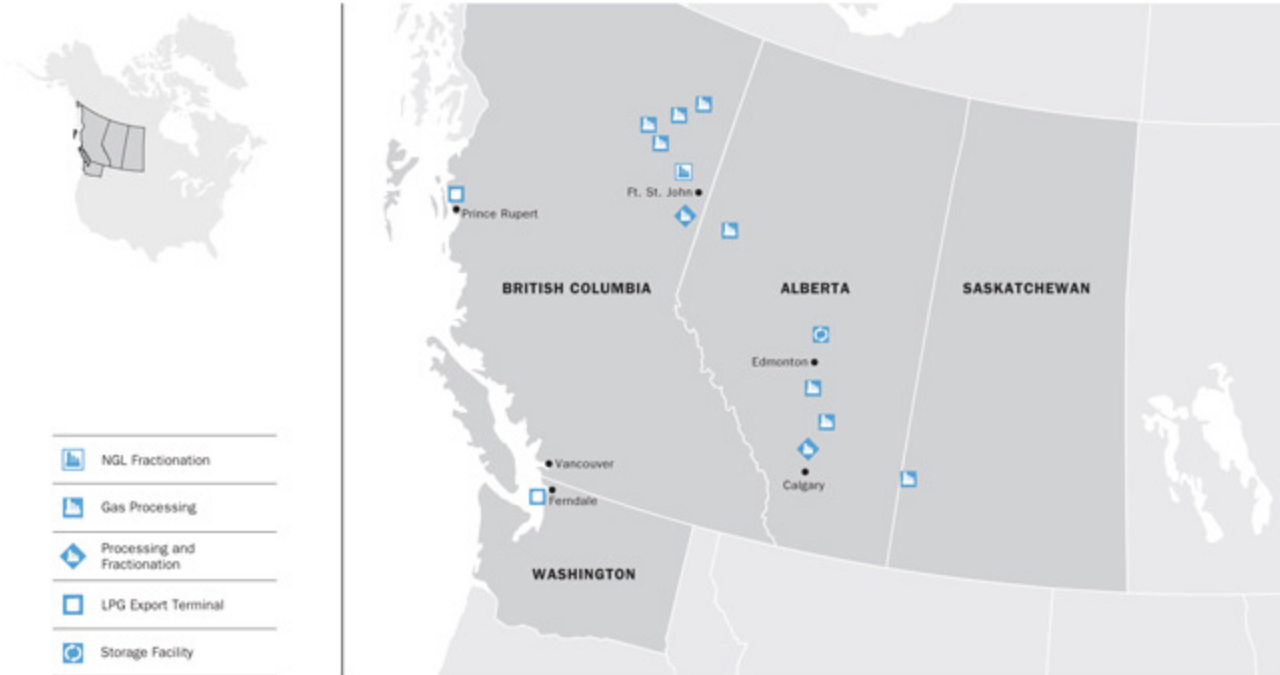 Ft. St. John
Prince Rupert
BRITISH COLUMBIA
ALBERTA
SASKATCHEWAN
Edmonton
Vancouver
Calgary
Ferndale
WASHINGTON
NGL Fractionation
Gas Processing
Processing and
Fractionation
LPG Export Terminal
Storage Facility